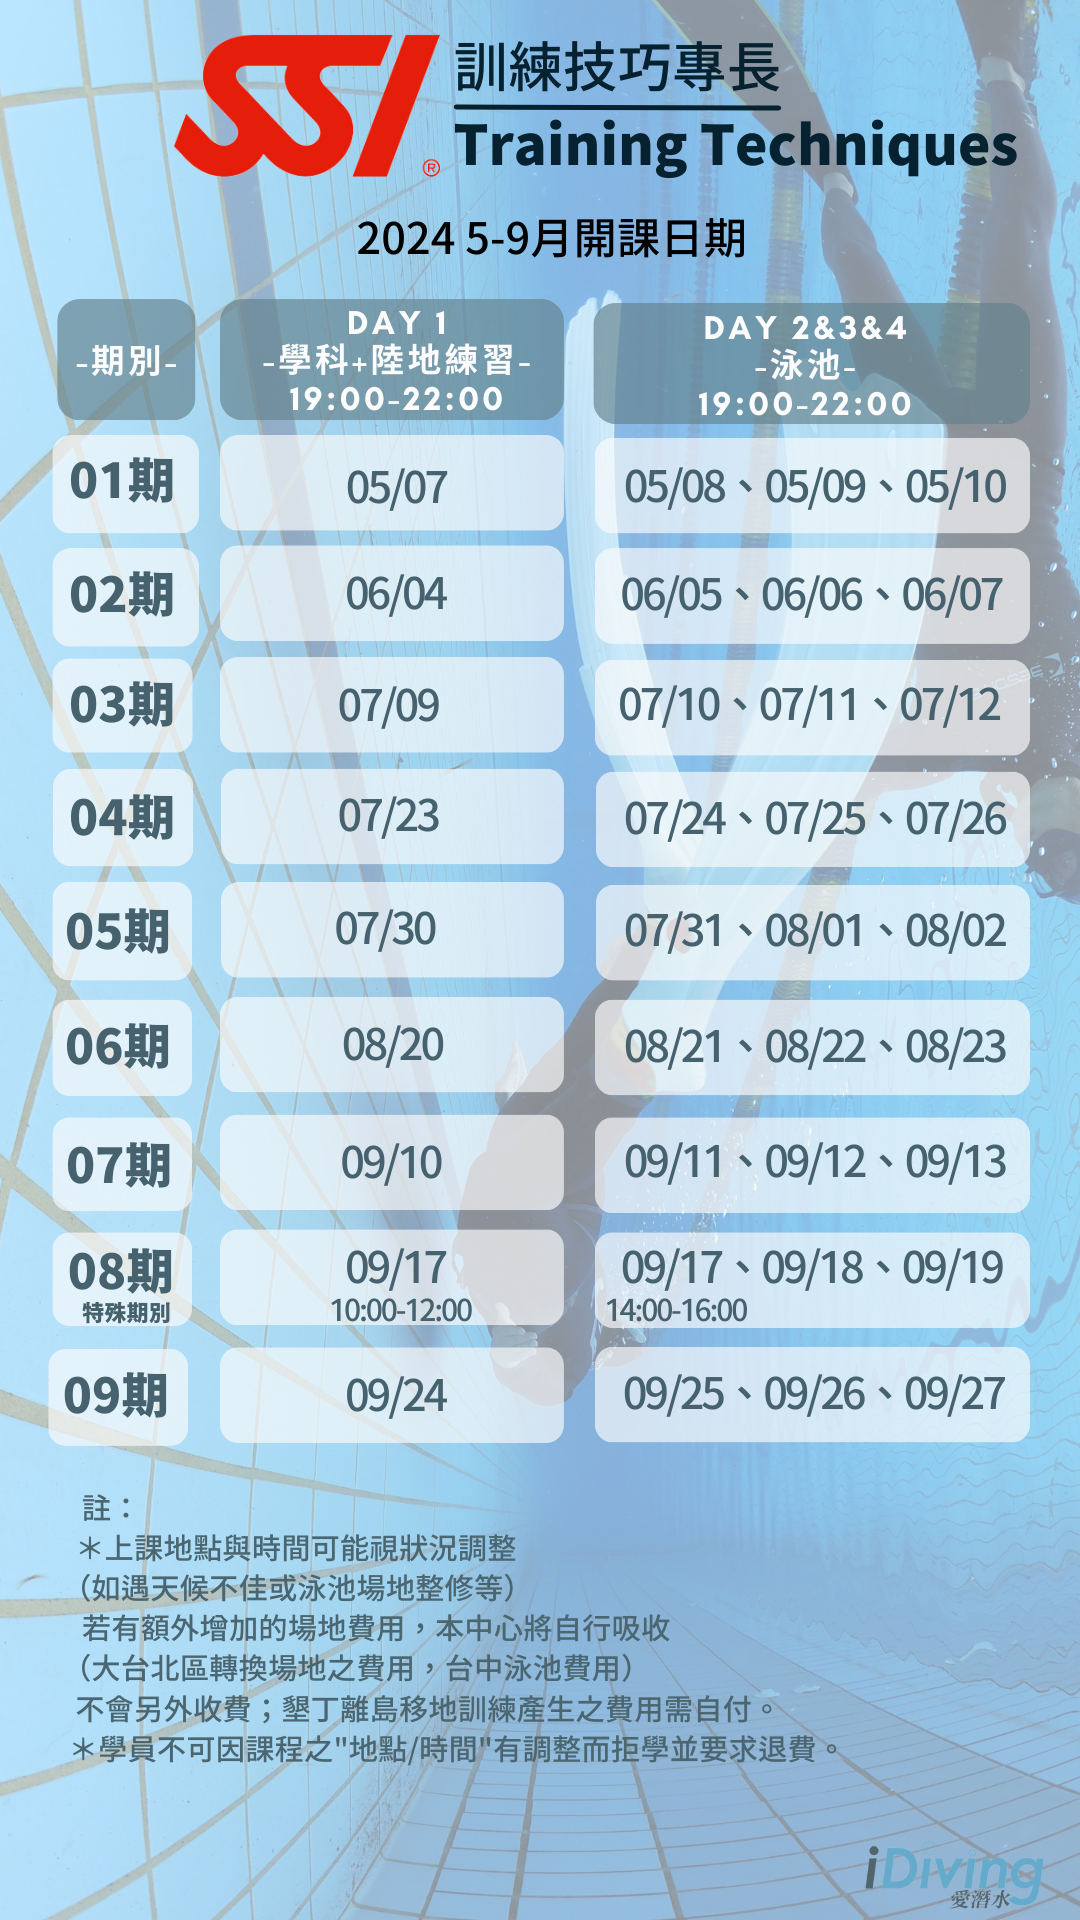 SSI®
訓練技巧專長
Training Techniques
2024 5-9月開課日期
-期別-
DAY 1
-學科+陸地練習-
19:00-22:00
DAY 2&3&4
-泳池-
19:00-22:00
01期 05/07 05/08、05/09、05/10
02期 06/04 06/05、06/06、06/07
03期 07/09 07/10、07/11、07/12
04期 07/23 07/24、07/25、07/26
05期 07/30 07/31、08/01、08/02
06期 08/20 08/21、08/22、08/23
07期 09/10 09/11、09/12、09/13
08期 09/17 09/17、09/18、09/19
特殊期別 10:00-12:00 14:00-16:00
09期 09/24 09/25、09/26、09/27
註：
＊上課地點與時間可能視狀況調整
（如遇天候不佳或泳池場地整修等）
若有額外增加的場地費用，本中心將自行吸收
（大台北區轉換場地之費用，台中泳池費用）
不會另外收費；墾丁離島移地訓練產生之費用需自付。
＊學員不可因課程之"地點/時間"有調整而拒學並要求退費。
iDiving
愛潛水